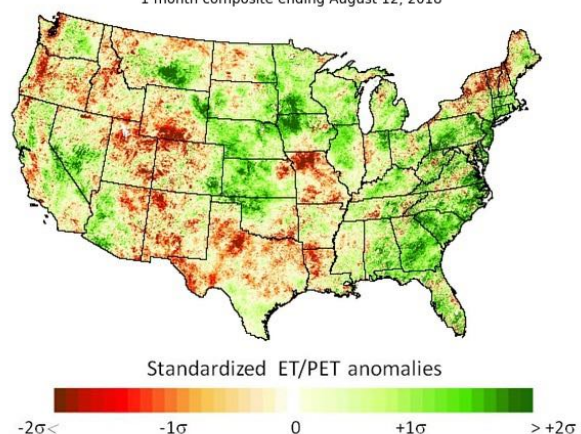 1 month composite ending August 12, 2018
Standardized ET/PET anomalies
-2σ< -1σ 0 +1σ > +2σ